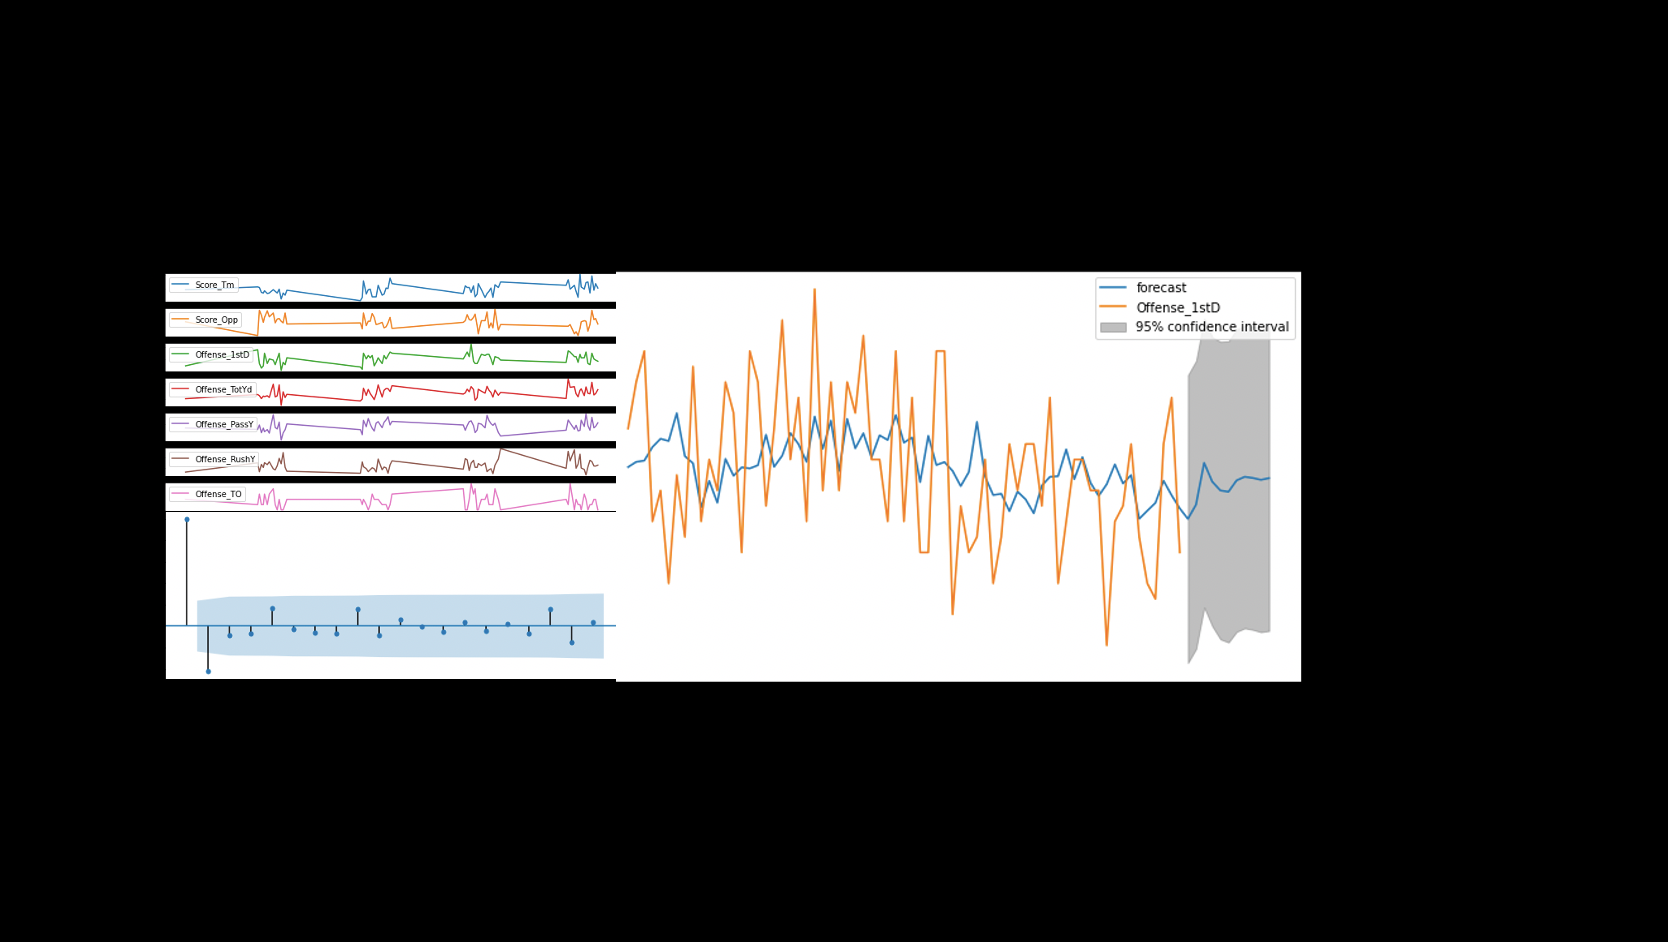 Score_Tm
Score_Opp
Offense_1stD
Offense_TotYd
Offense_PassY
Offense_RushY
Offense_TO
forecast
Offense_1stD
95% confidence interval